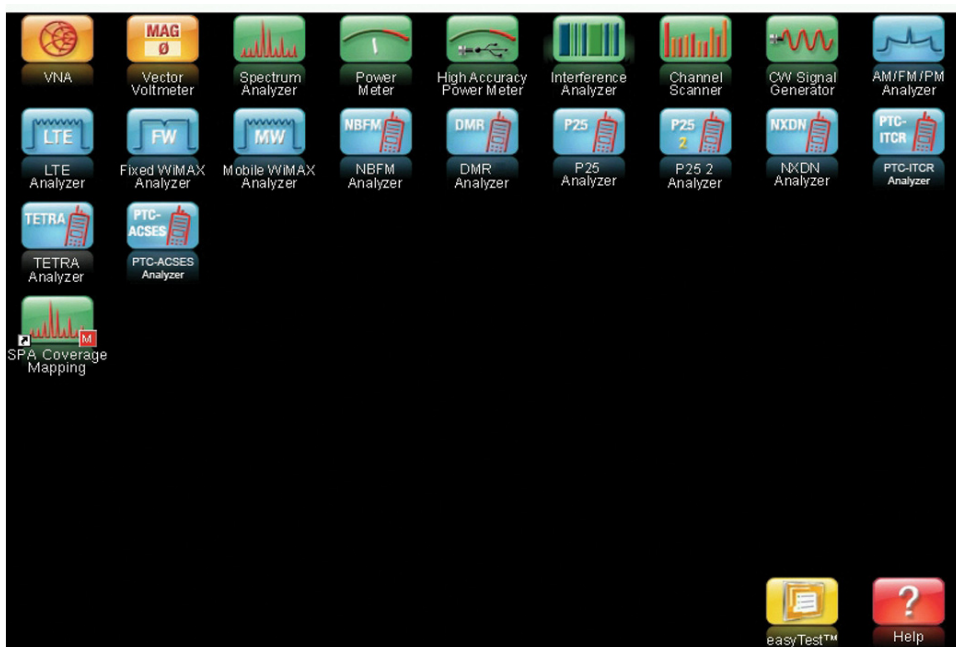 MAG
Ø
VNA
Vector
Voltmeter
Spectrum
Analyzer
Power
Meter
High Accuracy
Power Meter
Interference
Analyzer
Channel
Scanner
CW Signal
Generator
AM/FM/PM
Analyzer
LTE
LTE
Analyzer
FW
Fixed WiMAX
Analyzer
MW
Mobile WiMAX
Analyzer
NBFM
NBFM
Analyzer
DMR
DMR
Analyzer
P25
P25
Analyzer
P25
2
P25 2
Analyzer
NXDN
NXDN
Analyzer
PTC-
ITCR
PTC-ITCR
Analyzer
TETRA
TETRA
Analyzer
PTC-
ACSES
PTC-ACSES
Analyzer
M
SPA Coverage
Mapping
easyTest™
?
Help